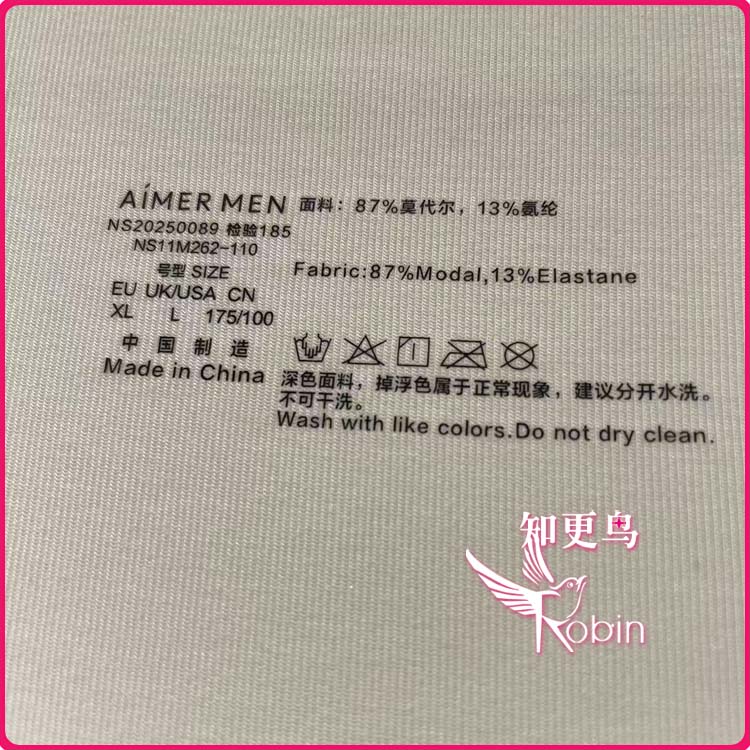 AÍMER MEN
NS20250089 检验185
NS11M262-110
号型 SIZE
EU UK/USA CN
XL L 175/100
中国制造
Made in China
面料：87%莫代尔，13%氨纶
Fabric:87%Modal,13%Elastane
深色面料，掉浮色属于正常现象，建议分开水洗。
不可干洗。
Wash with like colors.Do not dry clean.
知更鸟
Robin